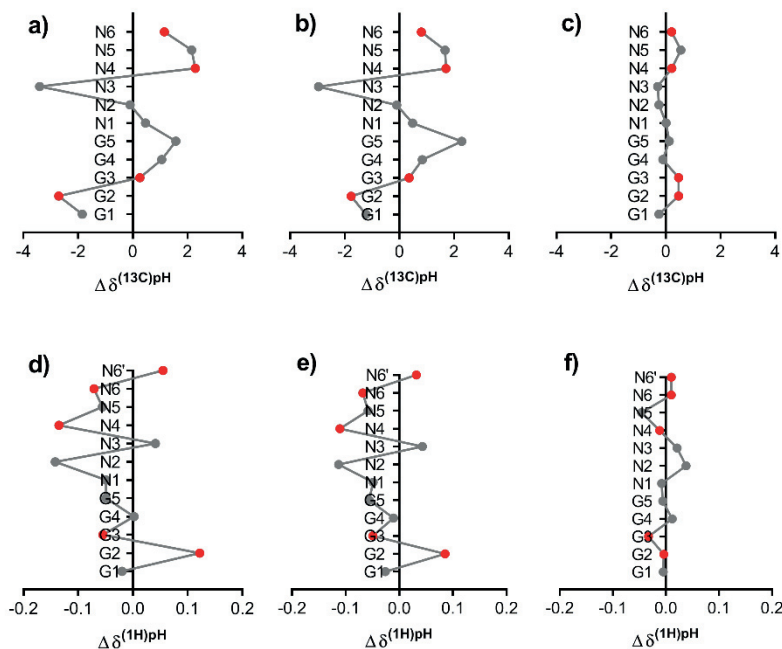 a)
N6
N5
N4
N3
N2
N1
G5
G4
G3
G2
G1
-4 -2 0 2 4
Δδ(13C)pH
b)
N6
N5
N4
N3
N2
N1
G5
G4
G3
G2
G1
-4 -2 0 2 4
Δδ(13C)pH
c)
N6
N5
N4
N3
N2
N1
G5
G4
G3
G2
G1
-4 -2 0 2 4
Δδ(13C)pH
d)
N6'
N6
N5
N4
N3
N2
N1
G5
G4
G3
G2
G1
-0.2 -0.1 0.0 0.1 0.2
Δδ(1H)pH
e)
N6'
N6
N5
N4
N3
N2
N1
G5
G4
G3
G2
G1
-0.2 -0.1 0.0 0.1 0.2
Δδ(1H)pH
f)
N6'
N6
N5
N4
N3
N2
N1
G5
G4
G3
G2
G1
-0.2 -0.1 0.0 0.1 0.2
Δδ(1H)pH